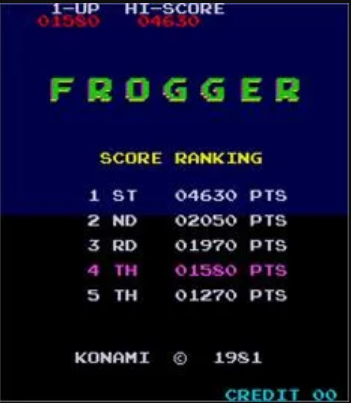 1-UP HI-SCORE
01580 04630
FROGGER
SCORE RANKING
1 ST 04630 PTS
2 ND 02050 PTS
3 RD 01970 PTS
4 TH 01580 PTS
5 TH 01270 PTS
KONAMI © 1981
CREDIT 00